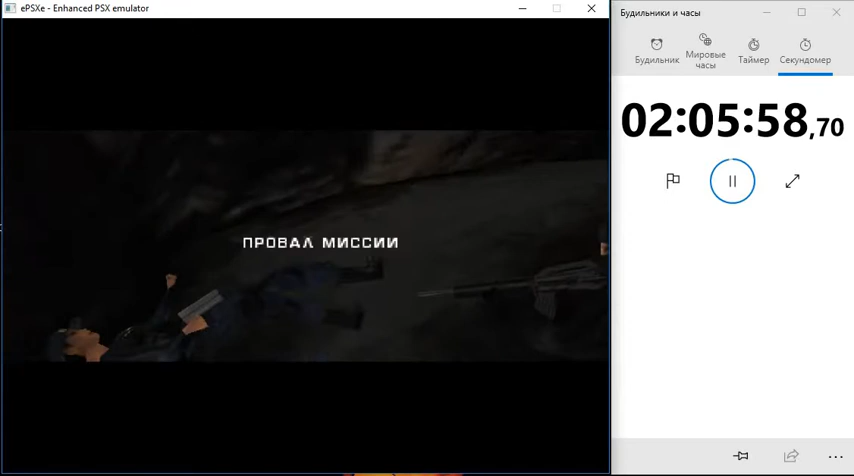 ePSXe - Enhanced PSX emulator
ПРОВАЛ МИССИИ
Будильники и часы
Будильник
Мировые
часы
Таймер
Секундомер
02:05:58,70